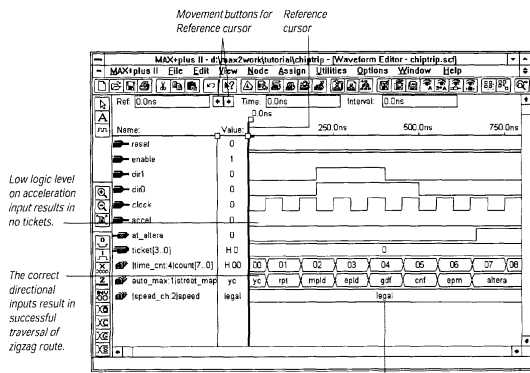 Movement buttons for Reference cursor
Reference cursor
MAX+plus II - d:\max2work\tutorial\chiptrip - [Waveform Editor - chiptrip.scf]
MAX+plus II File Edit View Node Assign Utilities Options Window Help
Ref: 0.0ns Time: 0.0ns Interval: 0.0ns
0.0ns
Name: Value: 250.0ns 500.0ns 750.0ns
reset 0
enable 1
dir1 0
dir0 0
clock 0
accel 0
at_altera 0
ticket[3..0] H 0 0
|time_cnt:4|count[7..0] H 00 00 01 02 03 04 05 06 07 08
auto_max:1|street_map yc yc rpt mpld epld gdf cnf epm altera
|speed_ch:2|speed legal legal
Low logic level on acceleration input results in no tickets.
The correct directional inputs result in successful traversal of zigzag route.